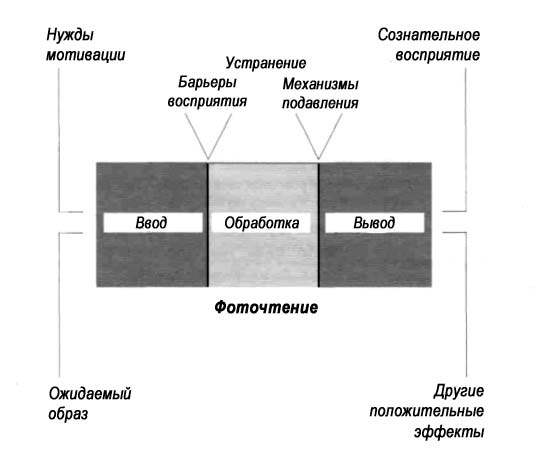 Нужды
мотивации
Сознательное
восприятие
Устранение
Барьеры
восприятия
Механизмы
подавления
Ввод
Обработка
Вывод
Фоточтение
Ожидаемый
образ
Другие
положительные
эффекты